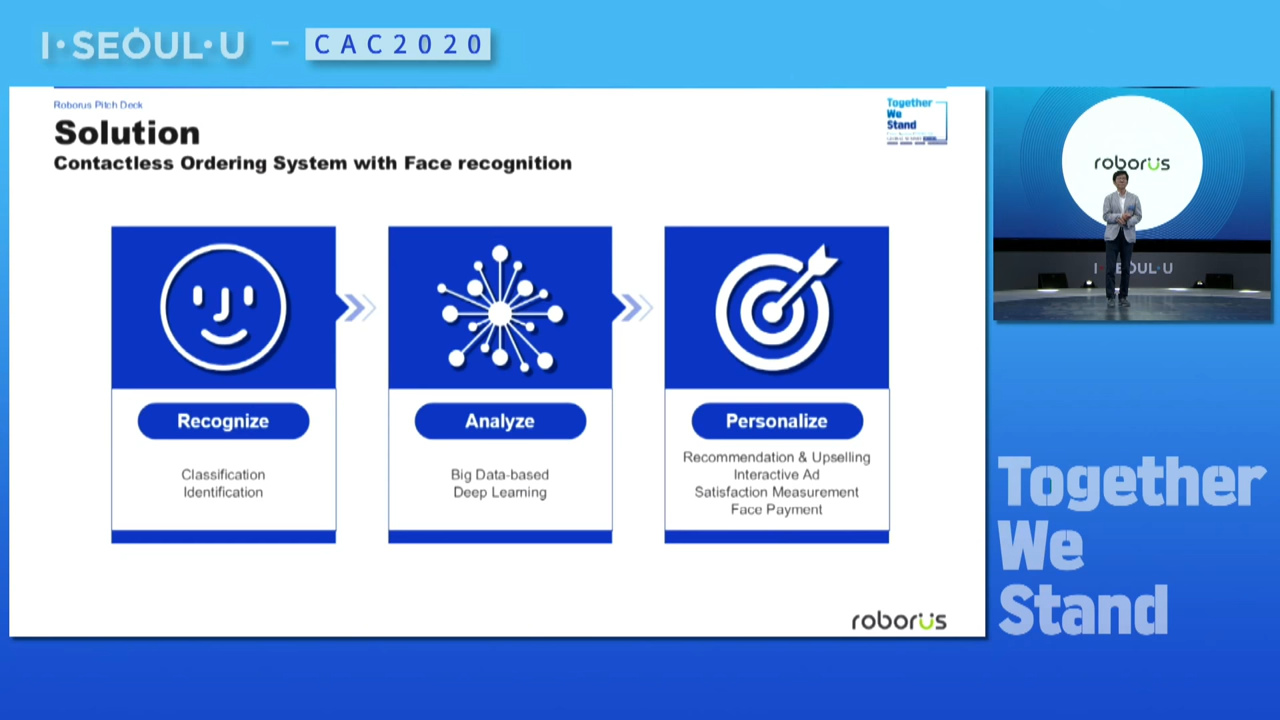 I·SEOUL·U – CAC2020
Roborus Pitch Deck
Solution
Contactless Ordering System with Face recognition
Together
We
Stand
Recognize
Classification
Identification
Analyze
Big Data-based
Deep Learning
Personalize
Recommendation & Upselling
Interactive Ad
Satisfaction Measurement
Face Payment
roborus
roborus
I·SEOUL·U
Together
We
Stand